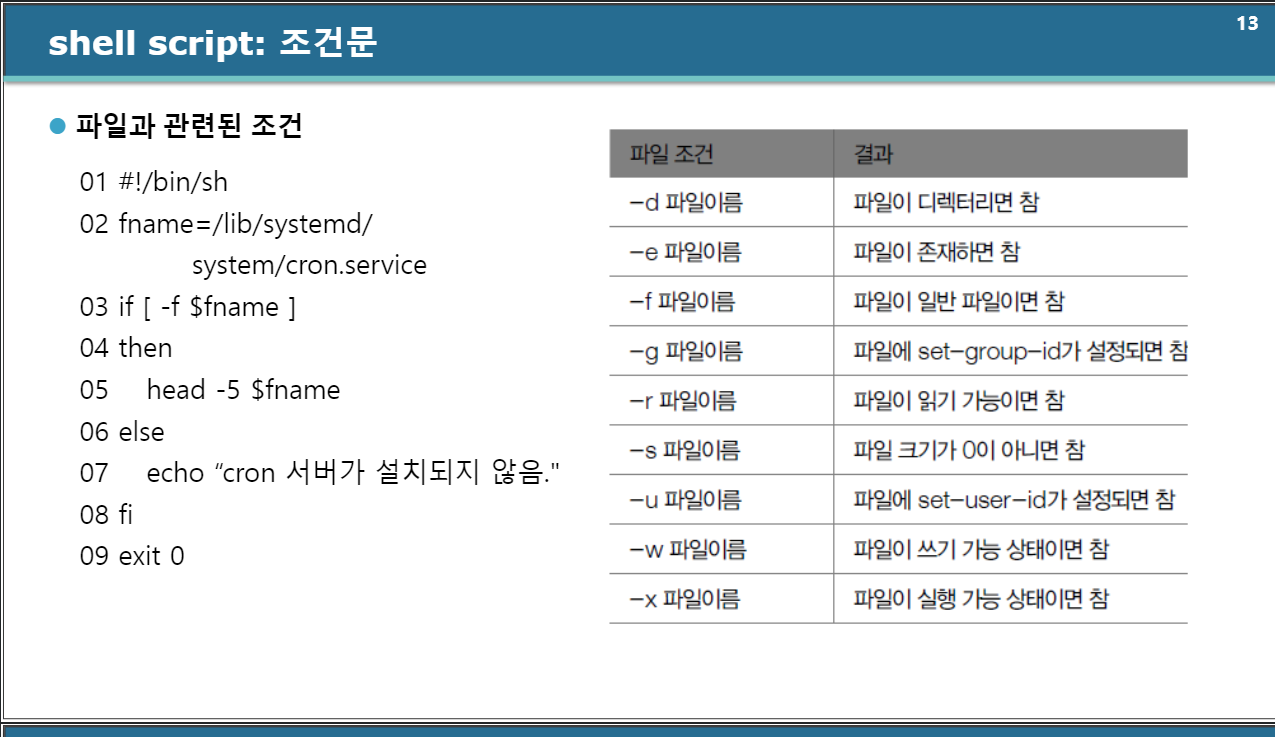 13
shell script: 조건문
파일과 관련된 조건
01 #!/bin/sh
02 fname=/lib/systemd/
system/cron.service
03 if [ -f $fname ]
04 then
05 head -5 $fname
06 else
07 echo “cron 서버가 설치되지 않음."
08 fi
09 exit 0
파일 조건 결과
-d 파일이름 파일이 디렉터리면 참
-e 파일이름 파일이 존재하면 참
-f 파일이름 파일이 일반 파일이면 참
-g 파일이름 파일에 set-group-id가 설정되면 참
-r 파일이름 파일이 읽기 가능이면 참
-s 파일이름 파일 크기가 0이 아니면 참
-u 파일이름 파일에 set-user-id가 설정되면 참
-w 파일이름 파일이 쓰기 가능 상태이면 참
-x 파일이름 파일이 실행 가능 상태이면 참